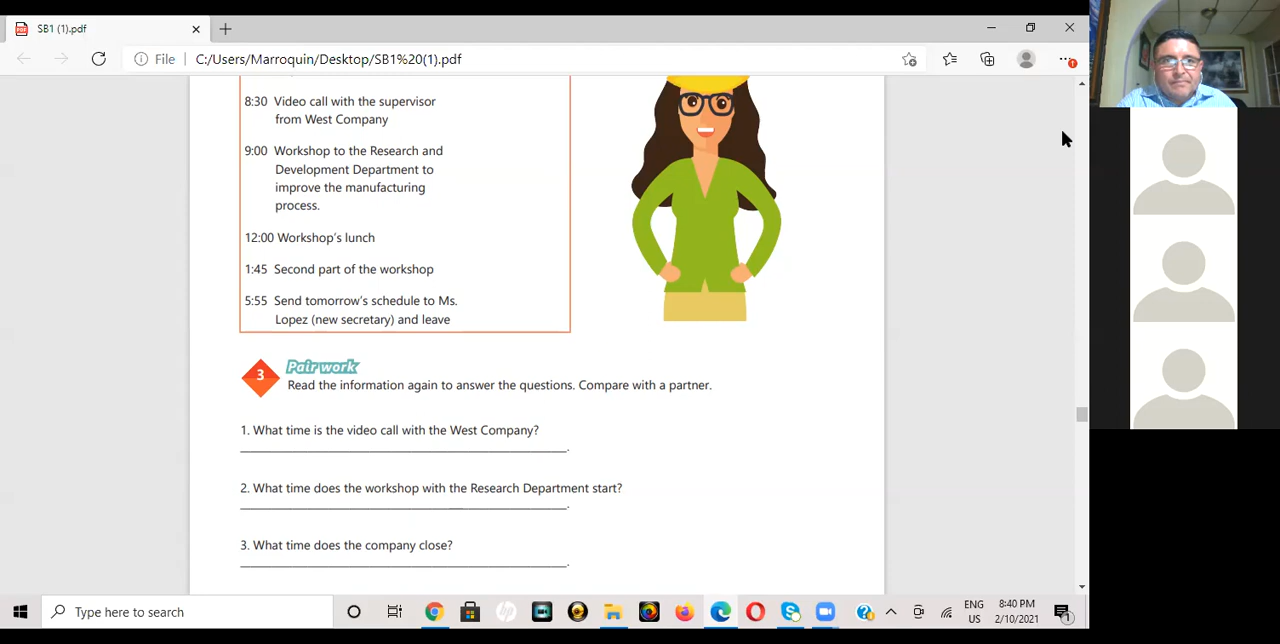 SB1 (1).pdf
File C:/Users/Marroquin/Desktop/SB1%20(1).pdf
8:30 Video call with the supervisor
from West Company
9:00 Workshop to the Research and
Development Department to
improve the manufacturing
process.
12:00 Workshop's lunch
1:45 Second part of the workshop
5:55 Send tomorrow's schedule to Ms.
Lopez (new secretary) and leave
3 Pair work
Read the information again to answer the questions. Compare with a partner.
1. What time is the video call with the West Company?
2. What time does the workshop with the Research Department start?
3. What time does the company close?
Type here to search
ENG
US
8:40 PM
2/10/2021